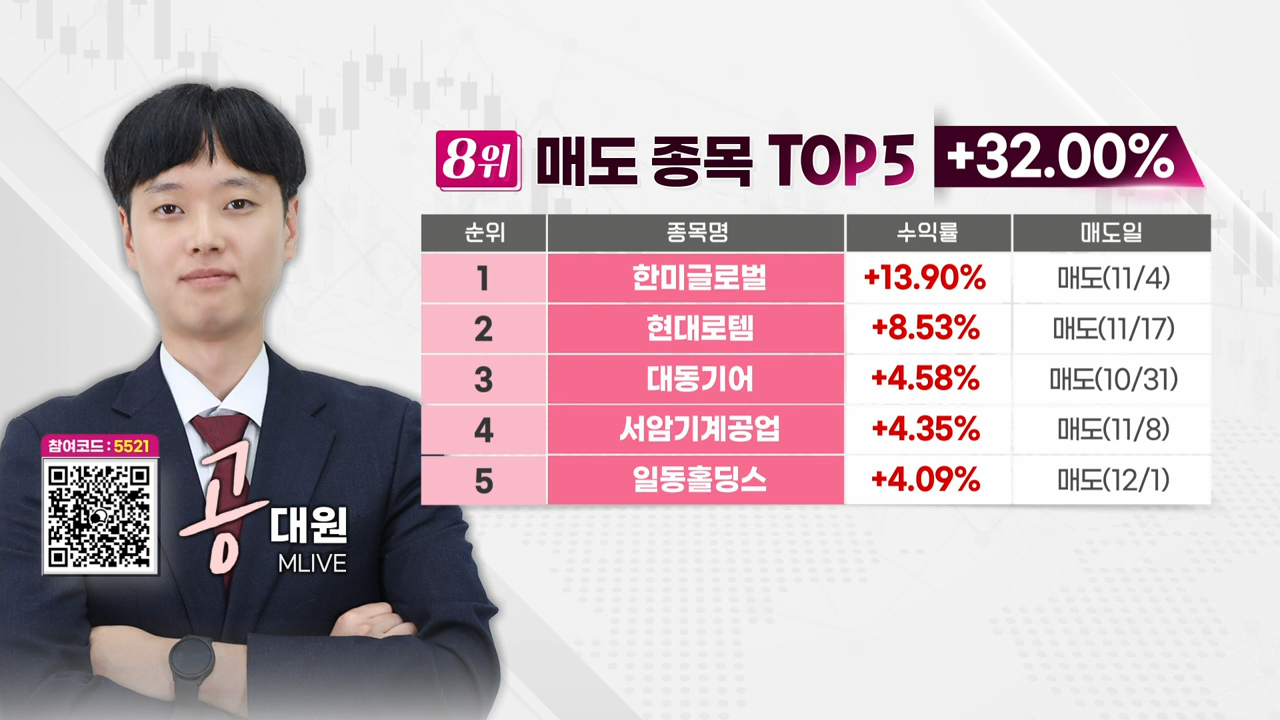 8위 매도 종목 TOP5 +32.00%
순위 종목명 수익률 매도일
1 한미글로벌 +13.90% 매도(11/4)
2 현대로템 +8.53% 매도(11/17)
3 대동기어 +4.58% 매도(10/31)
4 서암기계공업 +4.35% 매도(11/8)
5 일동홀딩스 +4.09% 매도(12/1)
참여코드 : 5521
공대원
MLIVE